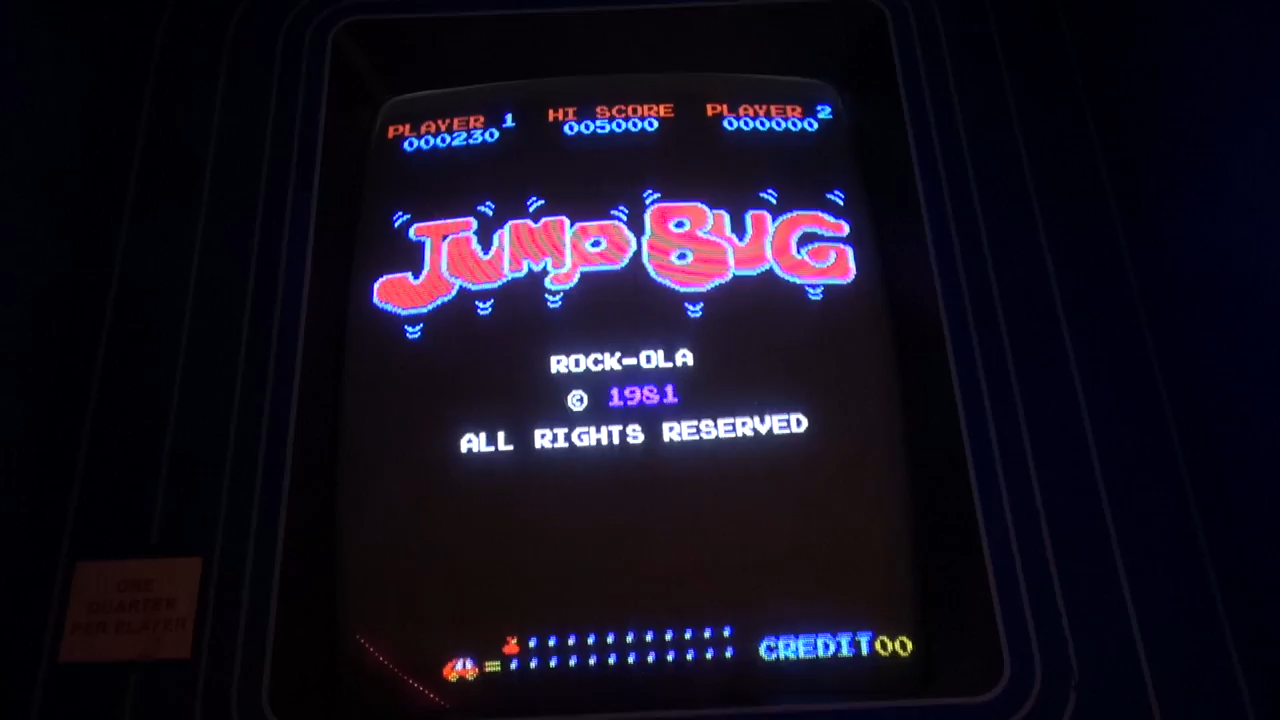 PLAYER 1 HI SCORE PLAYER 2
000230 005000 000000
JUMP BUG
ROCK-OLA
© 1981
ALL RIGHTS RESERVED
= CREDIT00
ONE
QUARTER
PER PLAYER